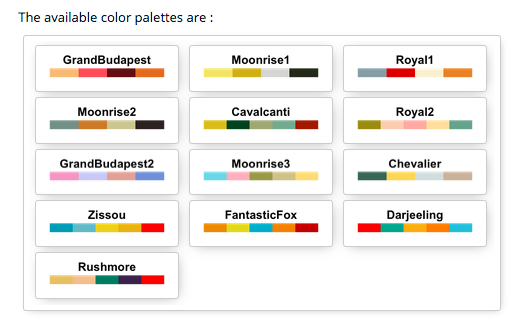 The available color palettes are :
GrandBudapest Moonrise1 Royal1
Moonrise2 Cavalcanti Royal2
GrandBudapest2 Moonrise3 Chevalier
Zissou FantasticFox Darjeeling
Rushmore